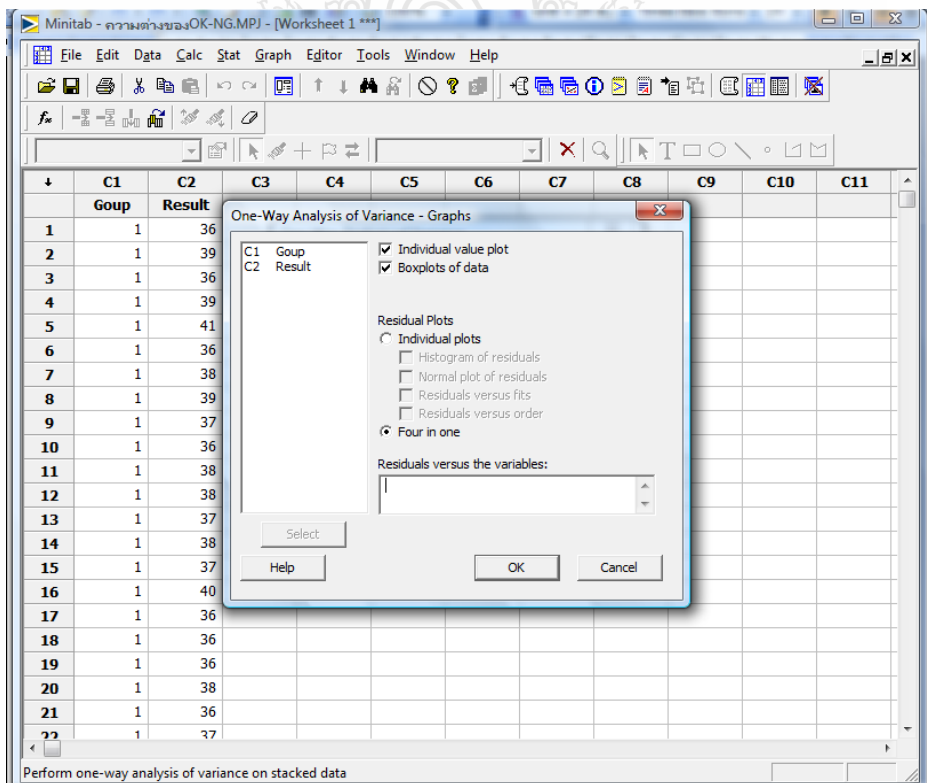 Minitab - ความต่างของOK-NG.MPJ - [Worksheet 1 ***]
File Edit Data Calc Stat Graph Editor Tools Window Help
C1 C2 C3 C4 C5 C6 C7 C8 C9 C10 C11
Goup Result
1 1 36
2 1 39
3 1 36
4 1 39
5 1 41
6 1 36
7 1 38
8 1 39
9 1 37
10 1 36
11 1 38
12 1 38
13 1 37
14 1 38
15 1 37
16 1 40
17 1 36
18 1 36
19 1 36
20 1 38
21 1 36
22 1 37
One-Way Analysis of Variance - Graphs
C1 Goup
C2 Result
Individual value plot
Boxplots of data
Residual Plots
Individual plots
Histogram of residuals
Normal plot of residuals
Residuals versus fits
Residuals versus order
Four in one
Residuals versus the variables:
Select
Help
OK
Cancel
Perform one-way analysis of variance on stacked data